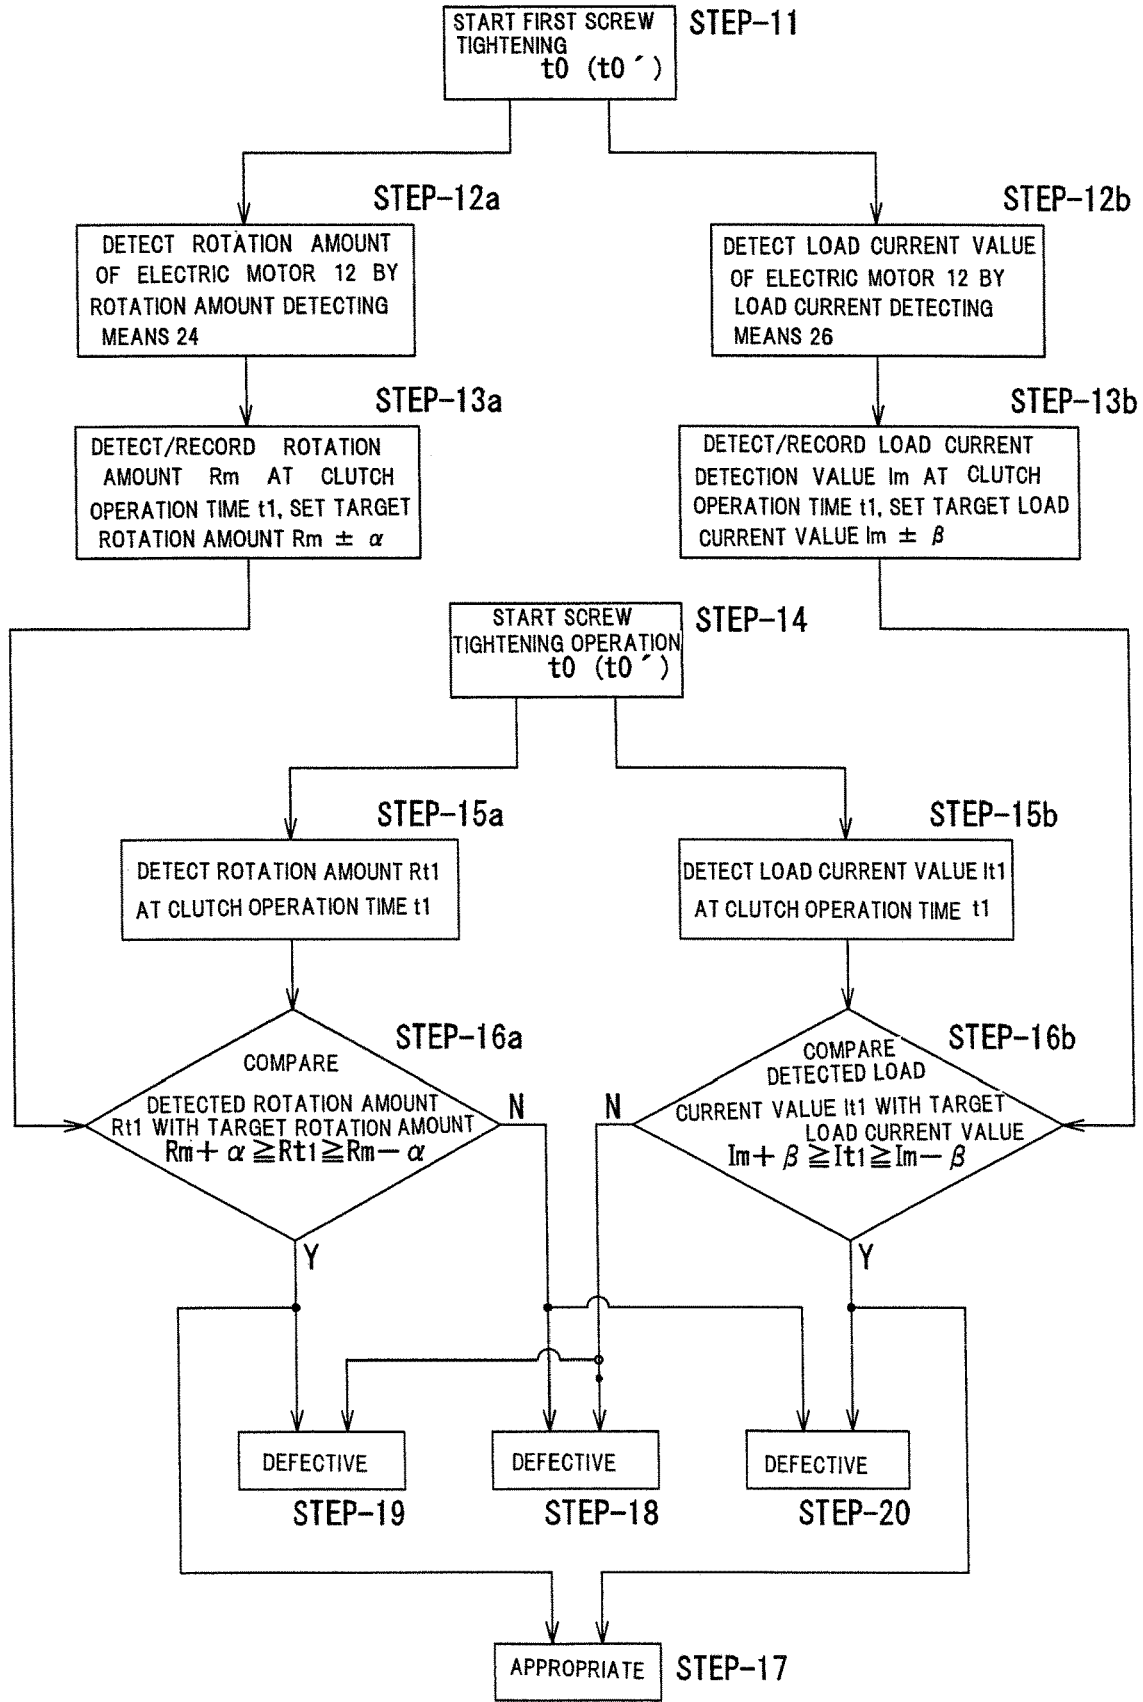 START FIRST SCREW
TIGHTENING
t0 (t0′)
STEP-11
STEP-12a
DETECT ROTATION AMOUNT
OF ELECTRIC MOTOR 12 BY
ROTATION AMOUNT DETECTING
MEANS 24
STEP-12b
DETECT LOAD CURRENT VALUE
OF ELECTRIC MOTOR 12 BY
LOAD CURRENT DETECTING
MEANS 26
STEP-13a
DETECT/RECORD ROTATION
AMOUNT Rm AT CLUTCH
OPERATION TIME t1, SET TARGET
ROTATION AMOUNT Rm ± α
STEP-13b
DETECT/RECORD LOAD CURRENT
DETECTION VALUE Im AT CLUTCH
OPERATION TIME t1, SET TARGET LOAD
CURRENT VALUE Im ± β
START SCREW
TIGHTENING OPERATION
t0 (t0′)
STEP-14
STEP-15a
DETECT ROTATION AMOUNT Rt1
AT CLUTCH OPERATION TIME t1
STEP-15b
DETECT LOAD CURRENT VALUE It1
AT CLUTCH OPERATION TIME t1
STEP-16a
COMPARE
DETECTED ROTATION AMOUNT
Rt1 WITH TARGET ROTATION AMOUNT
Rm+α≧Rt1≧Rm−α
N
Y
STEP-16b
COMPARE
DETECTED LOAD
CURRENT VALUE It1 WITH TARGET
LOAD CURRENT VALUE
Im+β≧It1≧Im−β
N
Y
DEFECTIVE
STEP-19
DEFECTIVE
STEP-18
DEFECTIVE
STEP-20
APPROPRIATE
STEP-17